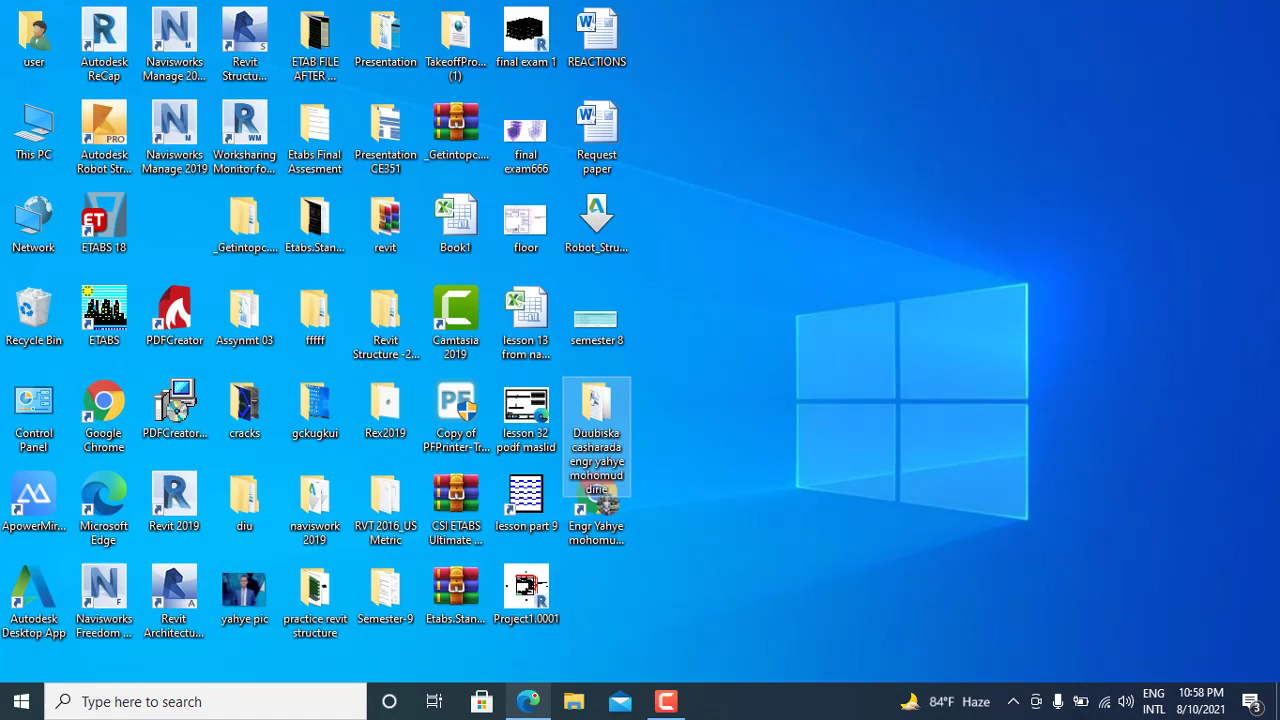 user
Autodesk
ReCap
Navisworks
Manage 20...
Revit
Structu...
ETAB FILE
AFTER ...
Presentation
TakeoffPro...
(1)
final exam 1
REACTIONS
This PC
Autodesk
Robot Str...
Navisworks
Manage 2019
Worksharing
Monitor fo...
Etabs Final
Assesment
Presentation
CE351
_Getintopc....
final
exam666
Request
paper
Network
ETABS 18
_Getintopc....
Etabs.Stan...
revit
Book1
floor
Robot_Stru...
Recycle Bin
ETABS
PDFCreator
Assynmt 03
fffff
Revit
Structure -2...
Camtasia
2019
lesson 13
from na...
semester 8
Control
Panel
Google
Chrome
PDFCreator...
cracks
gckugkui
Rex2019
Copy of
PFPrinter-Tr...
lesson 32
podf maslid
Duubiska
casharada
engr yahye
mohomud
dirie
ApowerMir...
Microsoft
Edge
Revit 2019
diu
naviswork
2019
RVT 2016_US
Metric
CSI ETABS
Ultimate ...
lesson part 9
Engr Yahye
mohomu...
Autodesk
Desktop App
Navisworks
Freedom ...
Revit
Architectu...
yahye pic
practice revit
structure
Semester-9
Etabs.Stan...
Project1.0001
Type here to search
84°F Haze
ENG
INTL
10:58 PM
8/10/2021
3